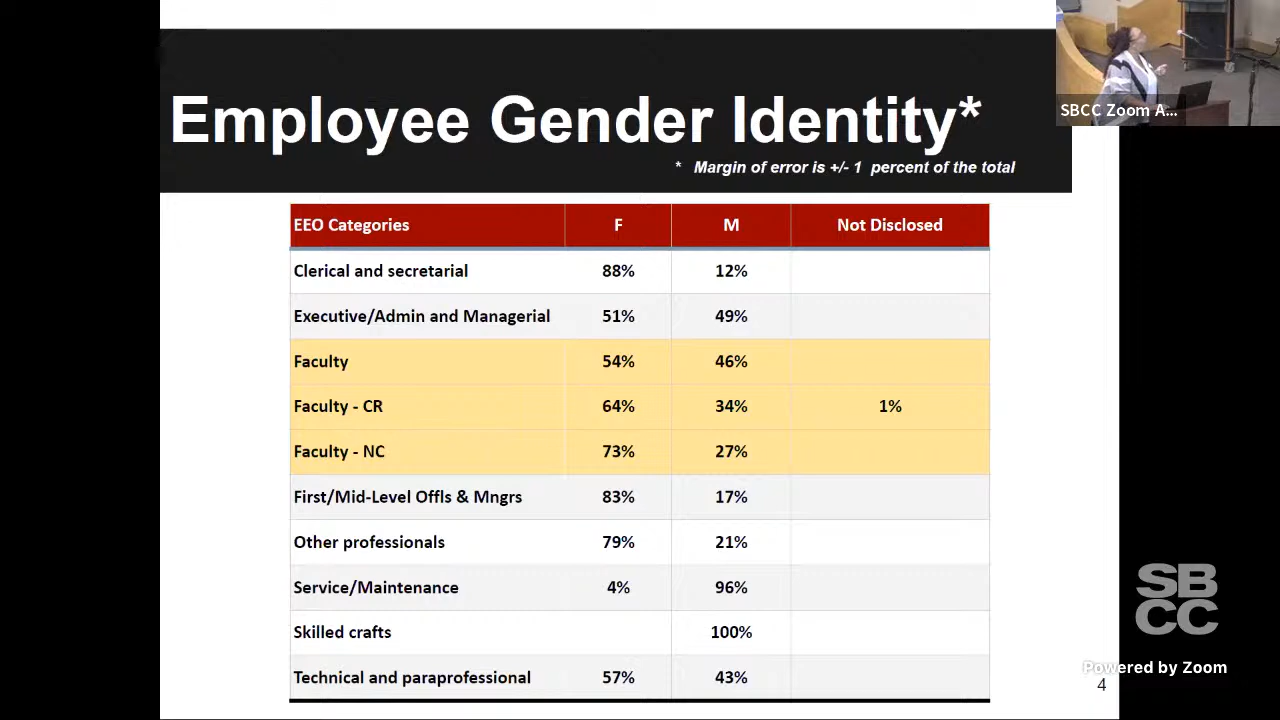 Employee Gender Identity*
* Margin of error is +/- 1 percent of the total
SBCC Zoom A...
EEO Categories F M Not Disclosed
Clerical and secretarial 88% 12%
Executive/Admin and Managerial 51% 49%
Faculty 54% 46%
Faculty - CR 64% 34% 1%
Faculty - NC 73% 27%
First/Mid-Level Offls & Mngrs 83% 17%
Other professionals 79% 21%
Service/Maintenance 4% 96%
Skilled crafts 100%
Technical and paraprofessional 57% 43%
SB
CC
Powered by Zoom
4